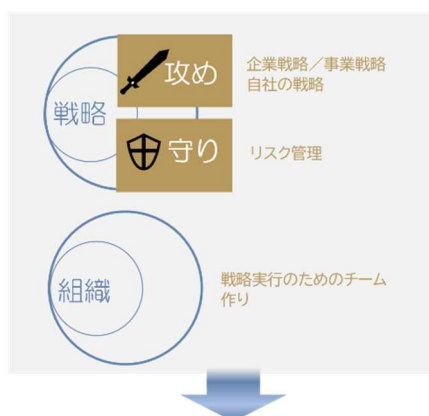 攻め
企業戦略／事業戦略
自社の戦略
戦略
守り
リスク管理
組織
戦略実行のためのチーム
作り